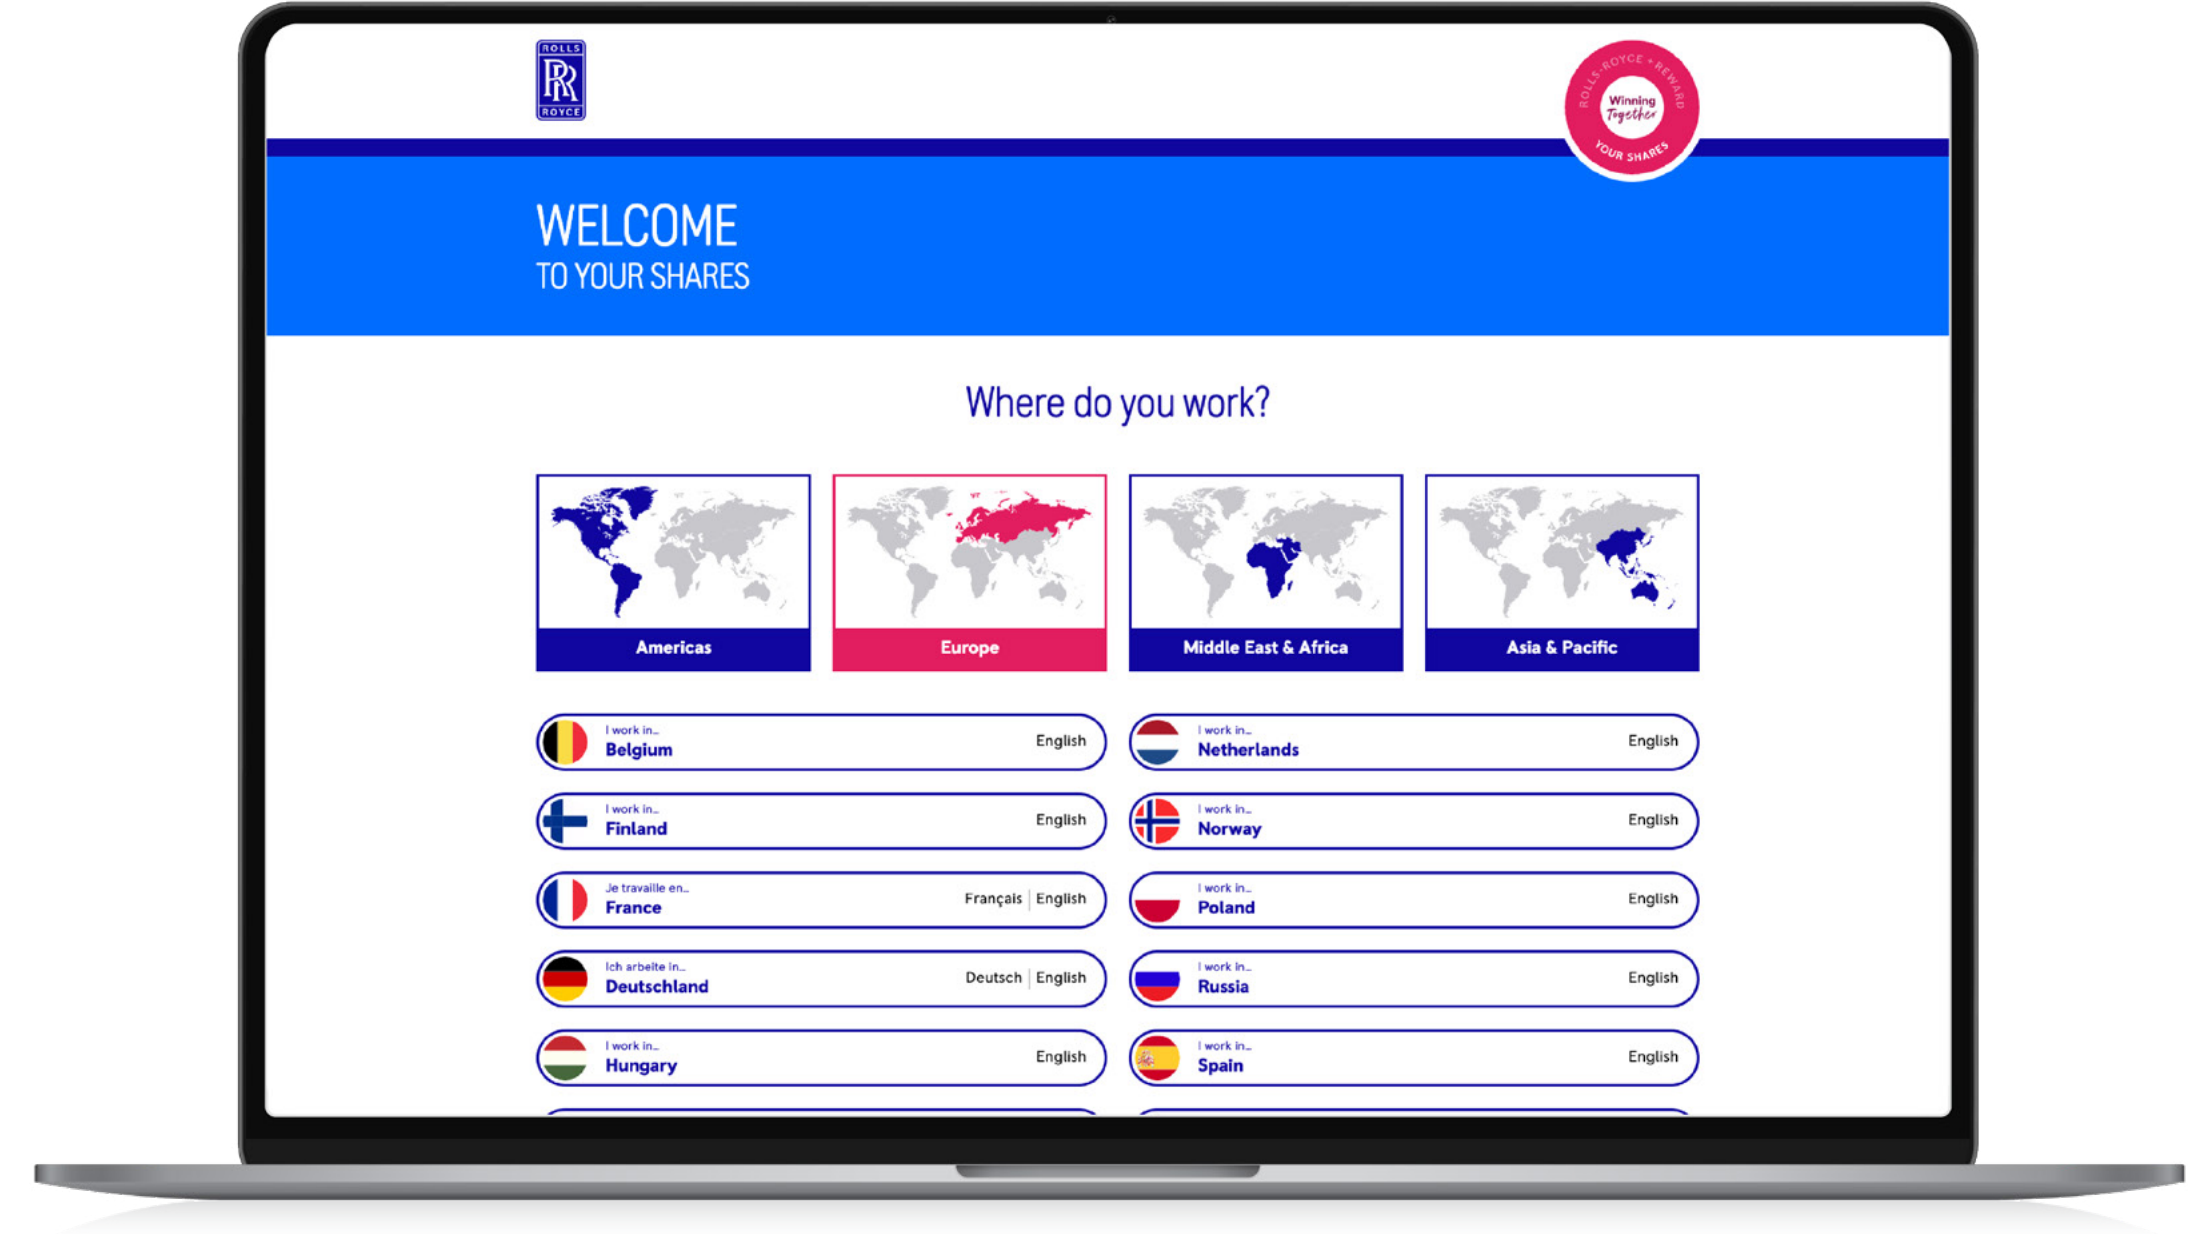 ROLLS
RR
ROYCE
ROLLS-ROYCE + REWARD
Winning
Together
YOUR SHARES
WELCOME
TO YOUR SHARES
Where do you work?
Americas
Europe
Middle East & Africa
Asia & Pacific
I work in...
Belgium
English
I work in...
Netherlands
English
I work in...
Finland
English
I work in...
Norway
English
Je travaille en...
France
Français | English
I work in...
Poland
English
Ich arbeite in...
Deutschland
Deutsch | English
I work in...
Russia
English
I work in...
Hungary
English
I work in...
Spain
English